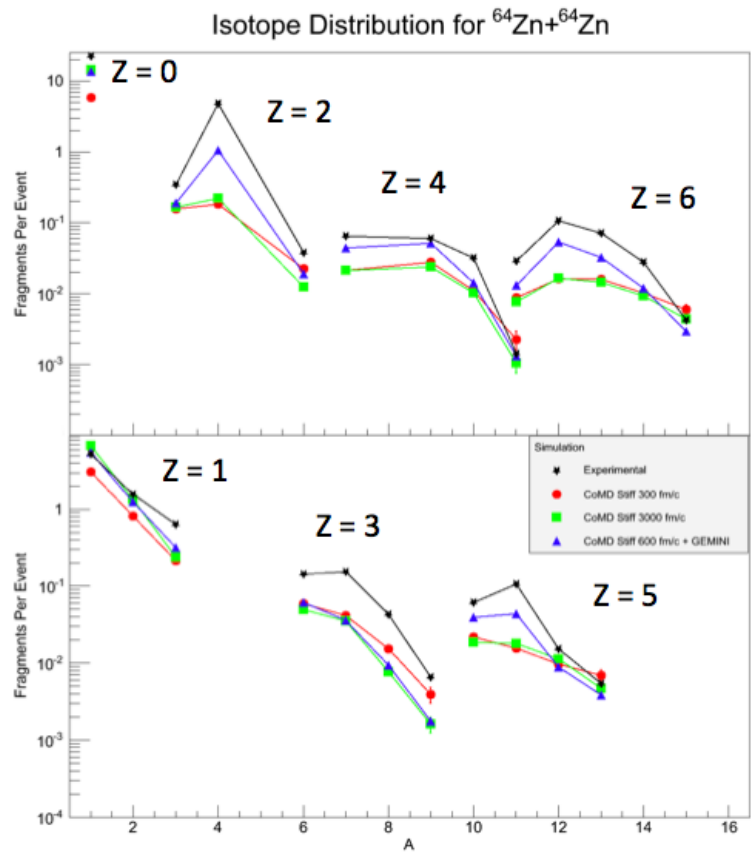 Isotope Distribution for ⁶⁴Zn+⁶⁴Zn
Fragments Per Event
10
1
10⁻¹
10⁻²
10⁻³
Z = 0
Z = 2
Z = 4
Z = 6
Fragments Per Event
1
10⁻¹
10⁻²
10⁻³
10⁻⁴
Z = 1
Z = 3
Z = 5
Simulation
Experimental
CoMD Stiff 300 fm/c
CoMD Stiff 3000 fm/c
CoMD Stiff 600 fm/c + GEMINI
2 4 6 8 10 12 14 16
A